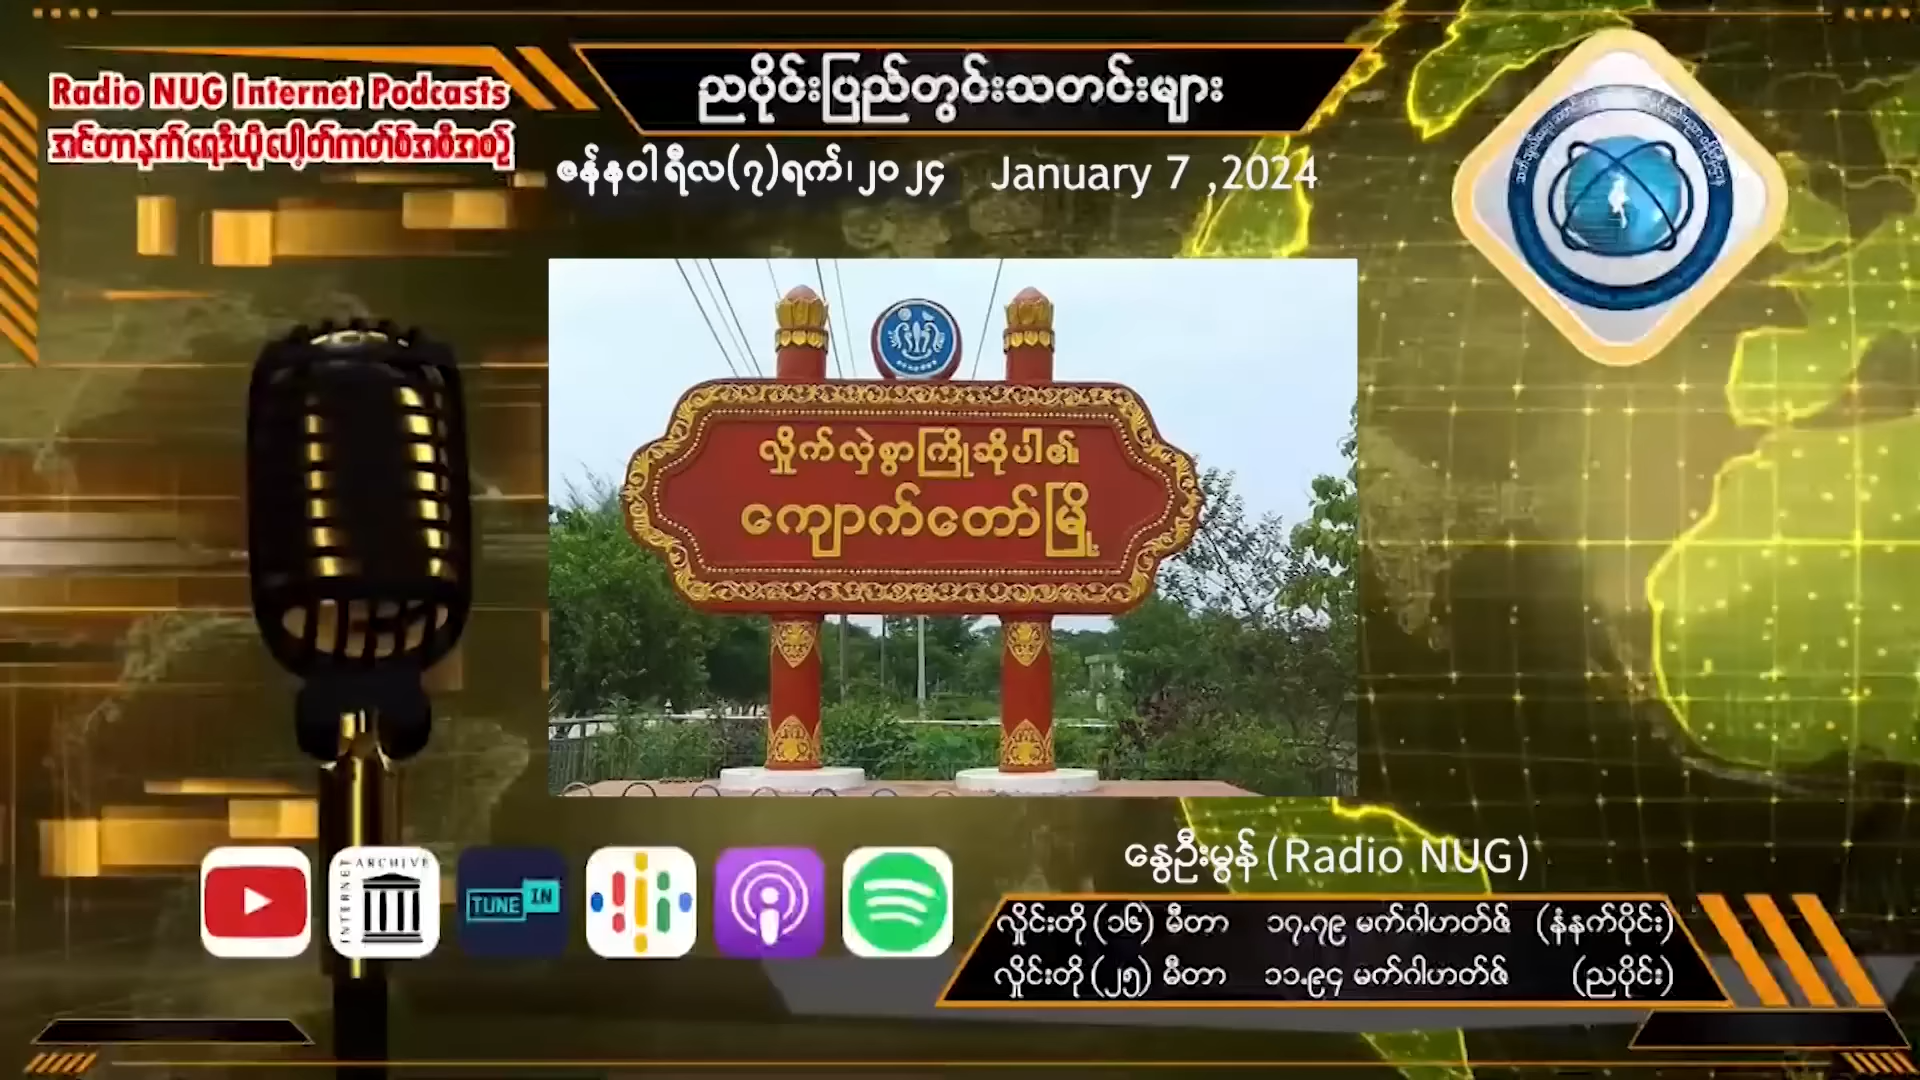 Radio NUG Internet Podcasts
အင်တာနက်ရေဒီယိုပေါ့တ်ကတ်စ်အစီအစဉ်
ညပိုင်းပြည်တွင်းသတင်းများ
ဇန်နဝါရီလ(၇)ရက်၊၂၀၂၄ January 7 ,2024
လှိုက်လှဲစွာကြိုဆိုပါ၏
ကျောက်တော်မြို့
INTERNET ARCHIVE
TUNE IN
နွေဦးမွန်(Radio NUG)
လှိုင်းတို(၁၆) မီတာ ၁၇.၇၉ မက်ဂါဟတ်ဇ် (နံနက်ပိုင်း)
လှိုင်းတို(၂၅) မီတာ ၁၁.၉၄ မက်ဂါဟတ်ဇ် (ညပိုင်း)